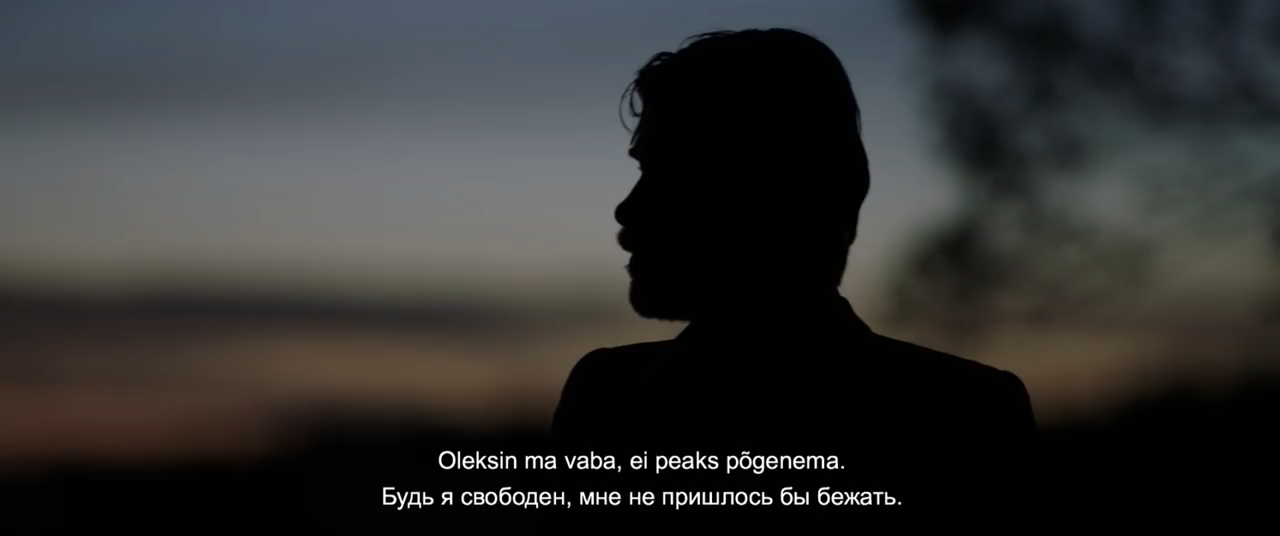 Oleksin ma vaba, ei peaks põgenema.
Будь я свободен, мне не пришлось бы бежать.